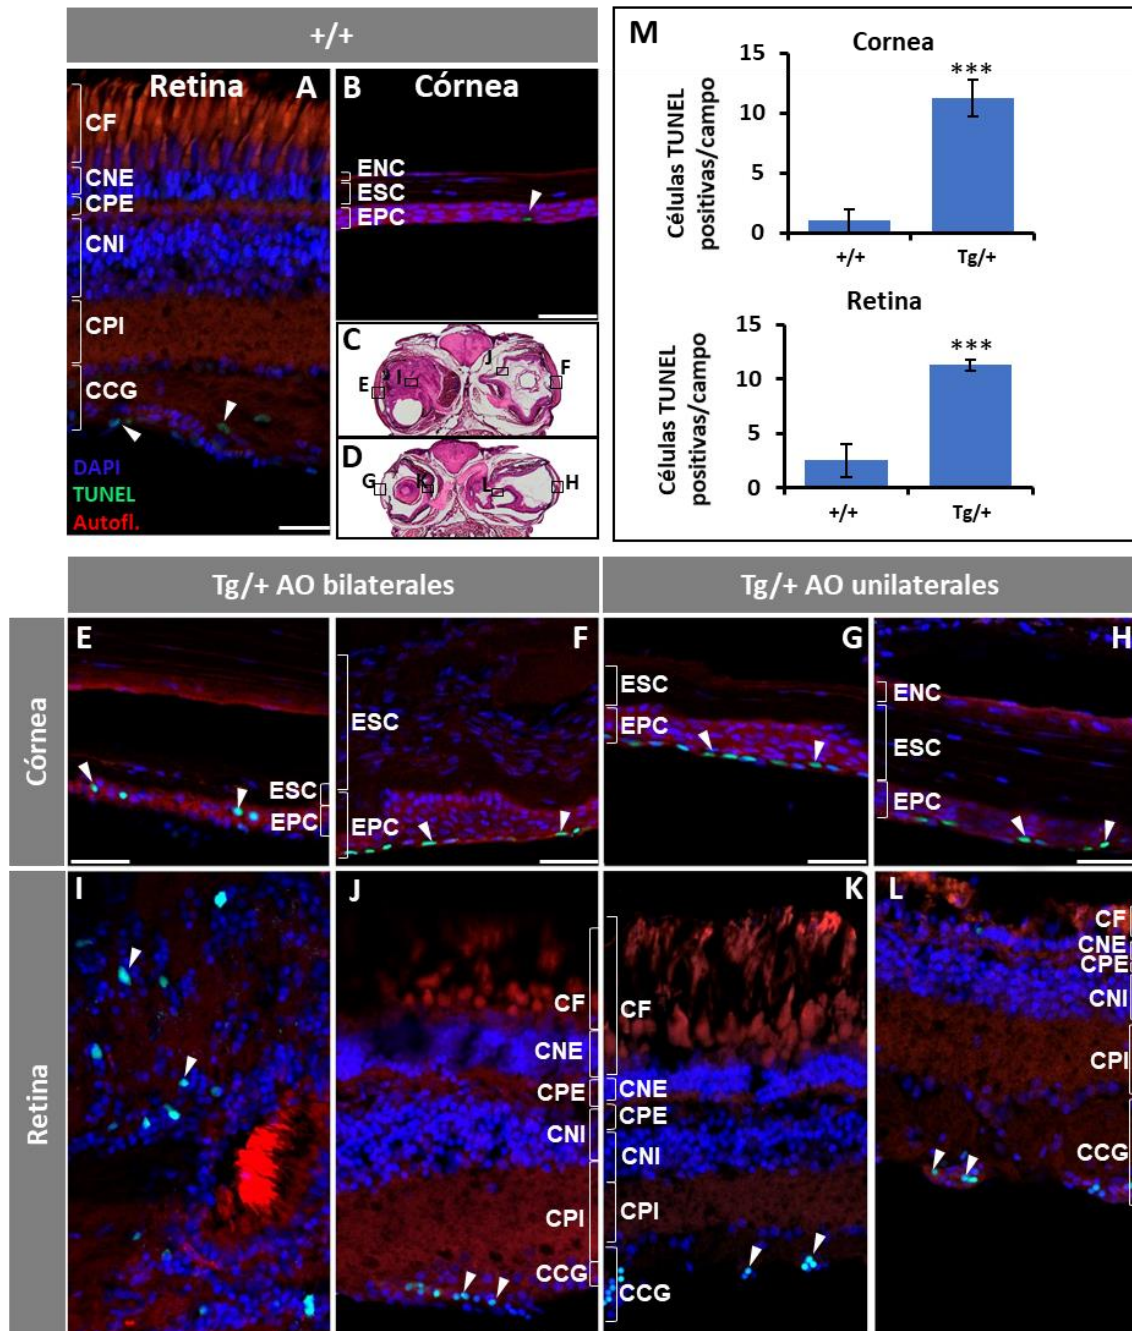 +/+
Retina
A
CF
CNE
CPE
CNI
CPI
CCG
DAPI
TUNEL
Autofl.
B
Córnea
ENC
ESC
EPC
C
E
I
J
F
D
G
K
L
H
M
Cornea
Células TUNEL
positivas/campo
15
10
5
0
***
+/+
Tg/+
Retina
Células TUNEL
positivas/campo
15
10
5
0
***
+/+
Tg/+
Tg/+ AO bilaterales
Tg/+ AO unilaterales
Córnea
E
ESC
EPC
F
ESC
EPC
G
ESC
EPC
H
ENC
ESC
EPC
Retina
I
J
CF
CNE
CPE
CNI
CPI
CCG
K
CF
CNE
CPE
CNI
CPI
CCG
L
CF
CNE
CPE
CNI
CPI
CCG